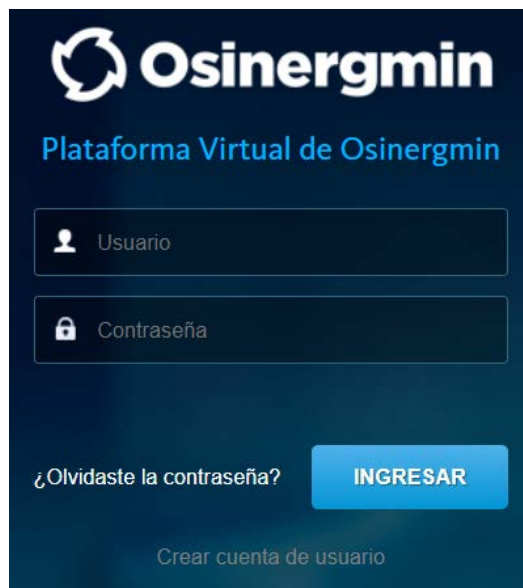 Osinergmin
Plataforma Virtual de Osinergmin
Usuario
Contraseña
¿Olvidaste la contraseña?
INGRESAR
Crear cuenta de usuario